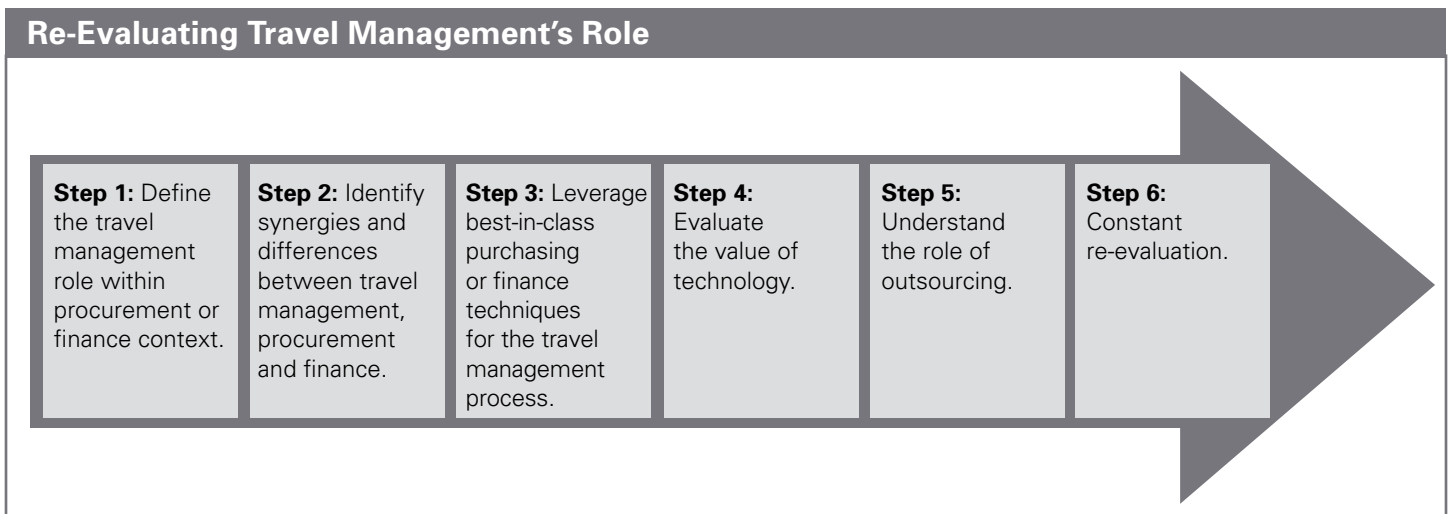 Re-Evaluating Travel Management's Role
Step 1: Define
the travel
management
role within
procurement or
finance context.
Step 2: Identify
synergies and
differences
between travel
management,
procurement
and finance.
Step 3: Leverage
best-in-class
purchasing
or finance
techniques
for the travel
management
process.
Step 4:
Evaluate
the value of
technology.
Step 5:
Understand
the role of
outsourcing.
Step 6:
Constant
re-evaluation.